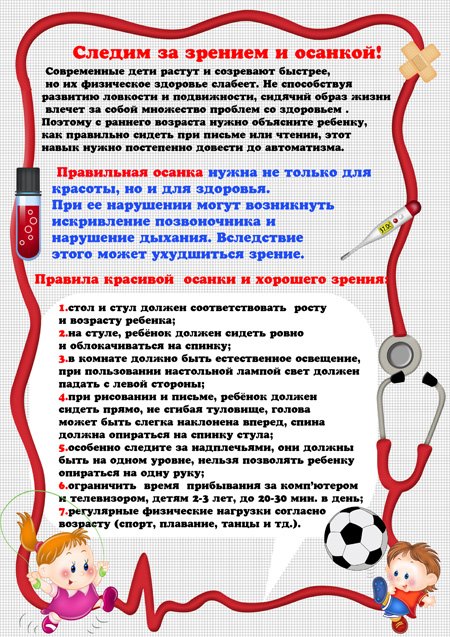 Следим за зрением и осанкой!
Современные дети растут и созревают быстрее,
но их физическое здоровье слабеет. Не способствуя
развитию ловкости и подвижности, сидячий образ жизни
влечет за собой множество проблем со здоровьем .
Поэтому с раннего возраста нужно объясните ребенку,
как правильно сидеть при письме или чтении, этот
навык нужно постепенно довести до автоматизма.
Правильная осанка нужна не только для
красоты, но и для здоровья.
При ее нарушении могут возникнуть
искривление позвоночника и
нарушение дыхания. Вследствие
этого может ухудшиться зрение.
Правила красивой осанки и хорошего зрения:
1.стол и стул должен соответствовать росту
и возрасту ребенка;
2.на стуле, ребёнок должен сидеть ровно
и облокачиваться на спинку;
3.в комнате должно быть естественное освещение,
при пользовании настольной лампой свет должен
падать с левой стороны;
4.при рисовании и письме, ребёнок должен
сидеть прямо, не сгибая туловище, голова
может быть слегка наклонена вперед, спина
должна опираться на спинку стула;
5.особенно следите за надплечьями, они должны
быть на одном уровне, нельзя позволять ребенку
опираться на одну руку;
6.ограничить время прибывания за комп'ютером
и телевизором, детям 2-3 лет, до 20-30 мин. в день;
7.регулярные физические нагрузки согласно
возрасту (спорт, плавание, танцы и тд.).